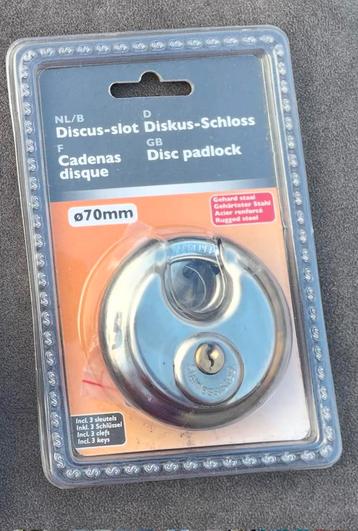 NL/B
Discus-slot
D
Diskus-Schloss
F
Cadenas
disque
GB
Disc padlock
ø70mm
Gehard staal
Gehärteter Stahl
Acier renforcé
Rugged steel
Incl. 3 sleutels
Inkl. 3 Schlüssel
Incl. 3 clefs
Incl. 3 keys